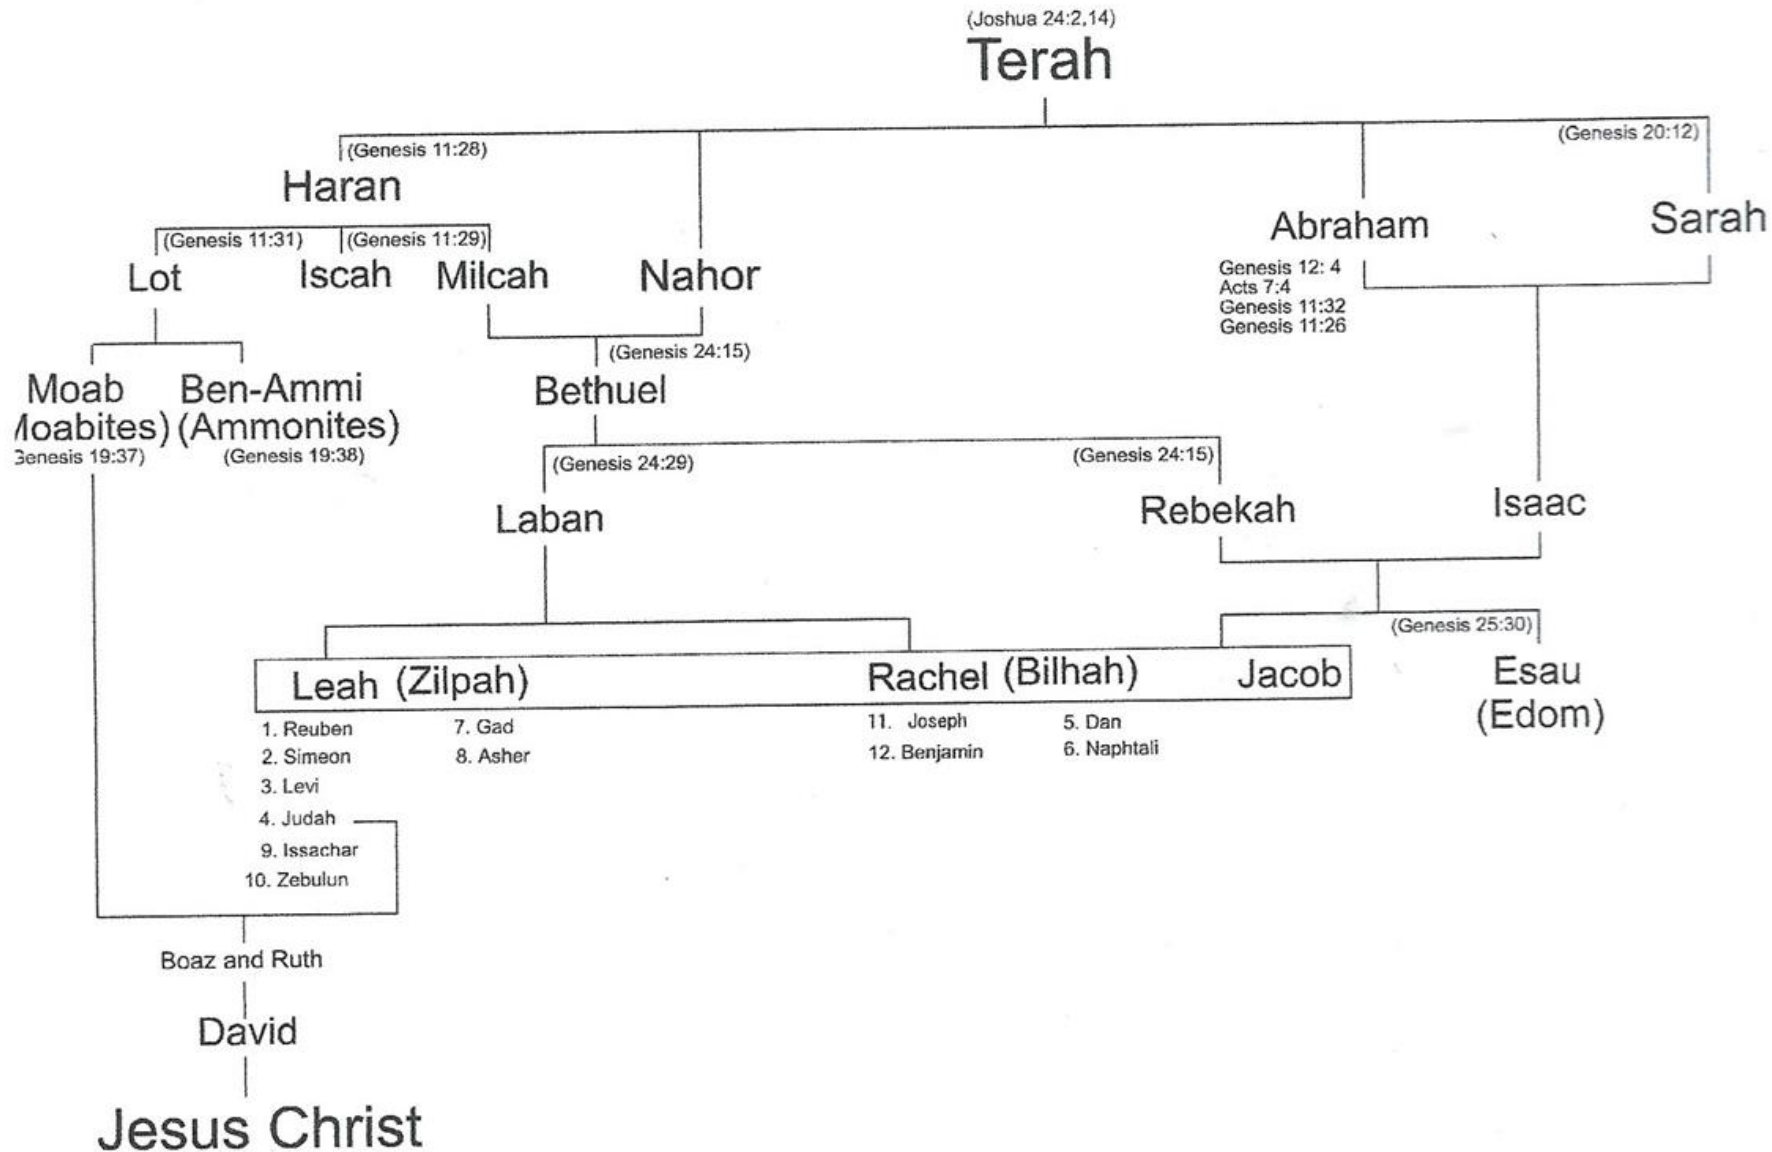 (Joshua 24:2,14)
Terah
(Genesis 11:28)
(Genesis 20:12)
Haran
Abraham
Sarah
(Genesis 11:31)
(Genesis 11:29)
Lot
Iscah
Milcah
Nahor
Genesis 12: 4
Acts 7:4
Genesis 11:32
Genesis 11:26
(Genesis 24:15)
Moab
Ben-Ammi
Bethuel
Moabites)
(Ammonites)
Genesis 19:37)
(Genesis 19:38)
(Genesis 24:29)
(Genesis 24:15)
Laban
Rebekah
Isaac
(Genesis 25:30)
Leah (Zilpah)
Rachel (Bilhah)
Jacob
Esau
(Edom)
1. Reuben
2. Simeon
3. Levi
4. Judah
9. Issachar
10. Zebulun
7. Gad
8. Asher
11. Joseph
12. Benjamin
5. Dan
6. Naphtali
Boaz and Ruth
David
Jesus Christ